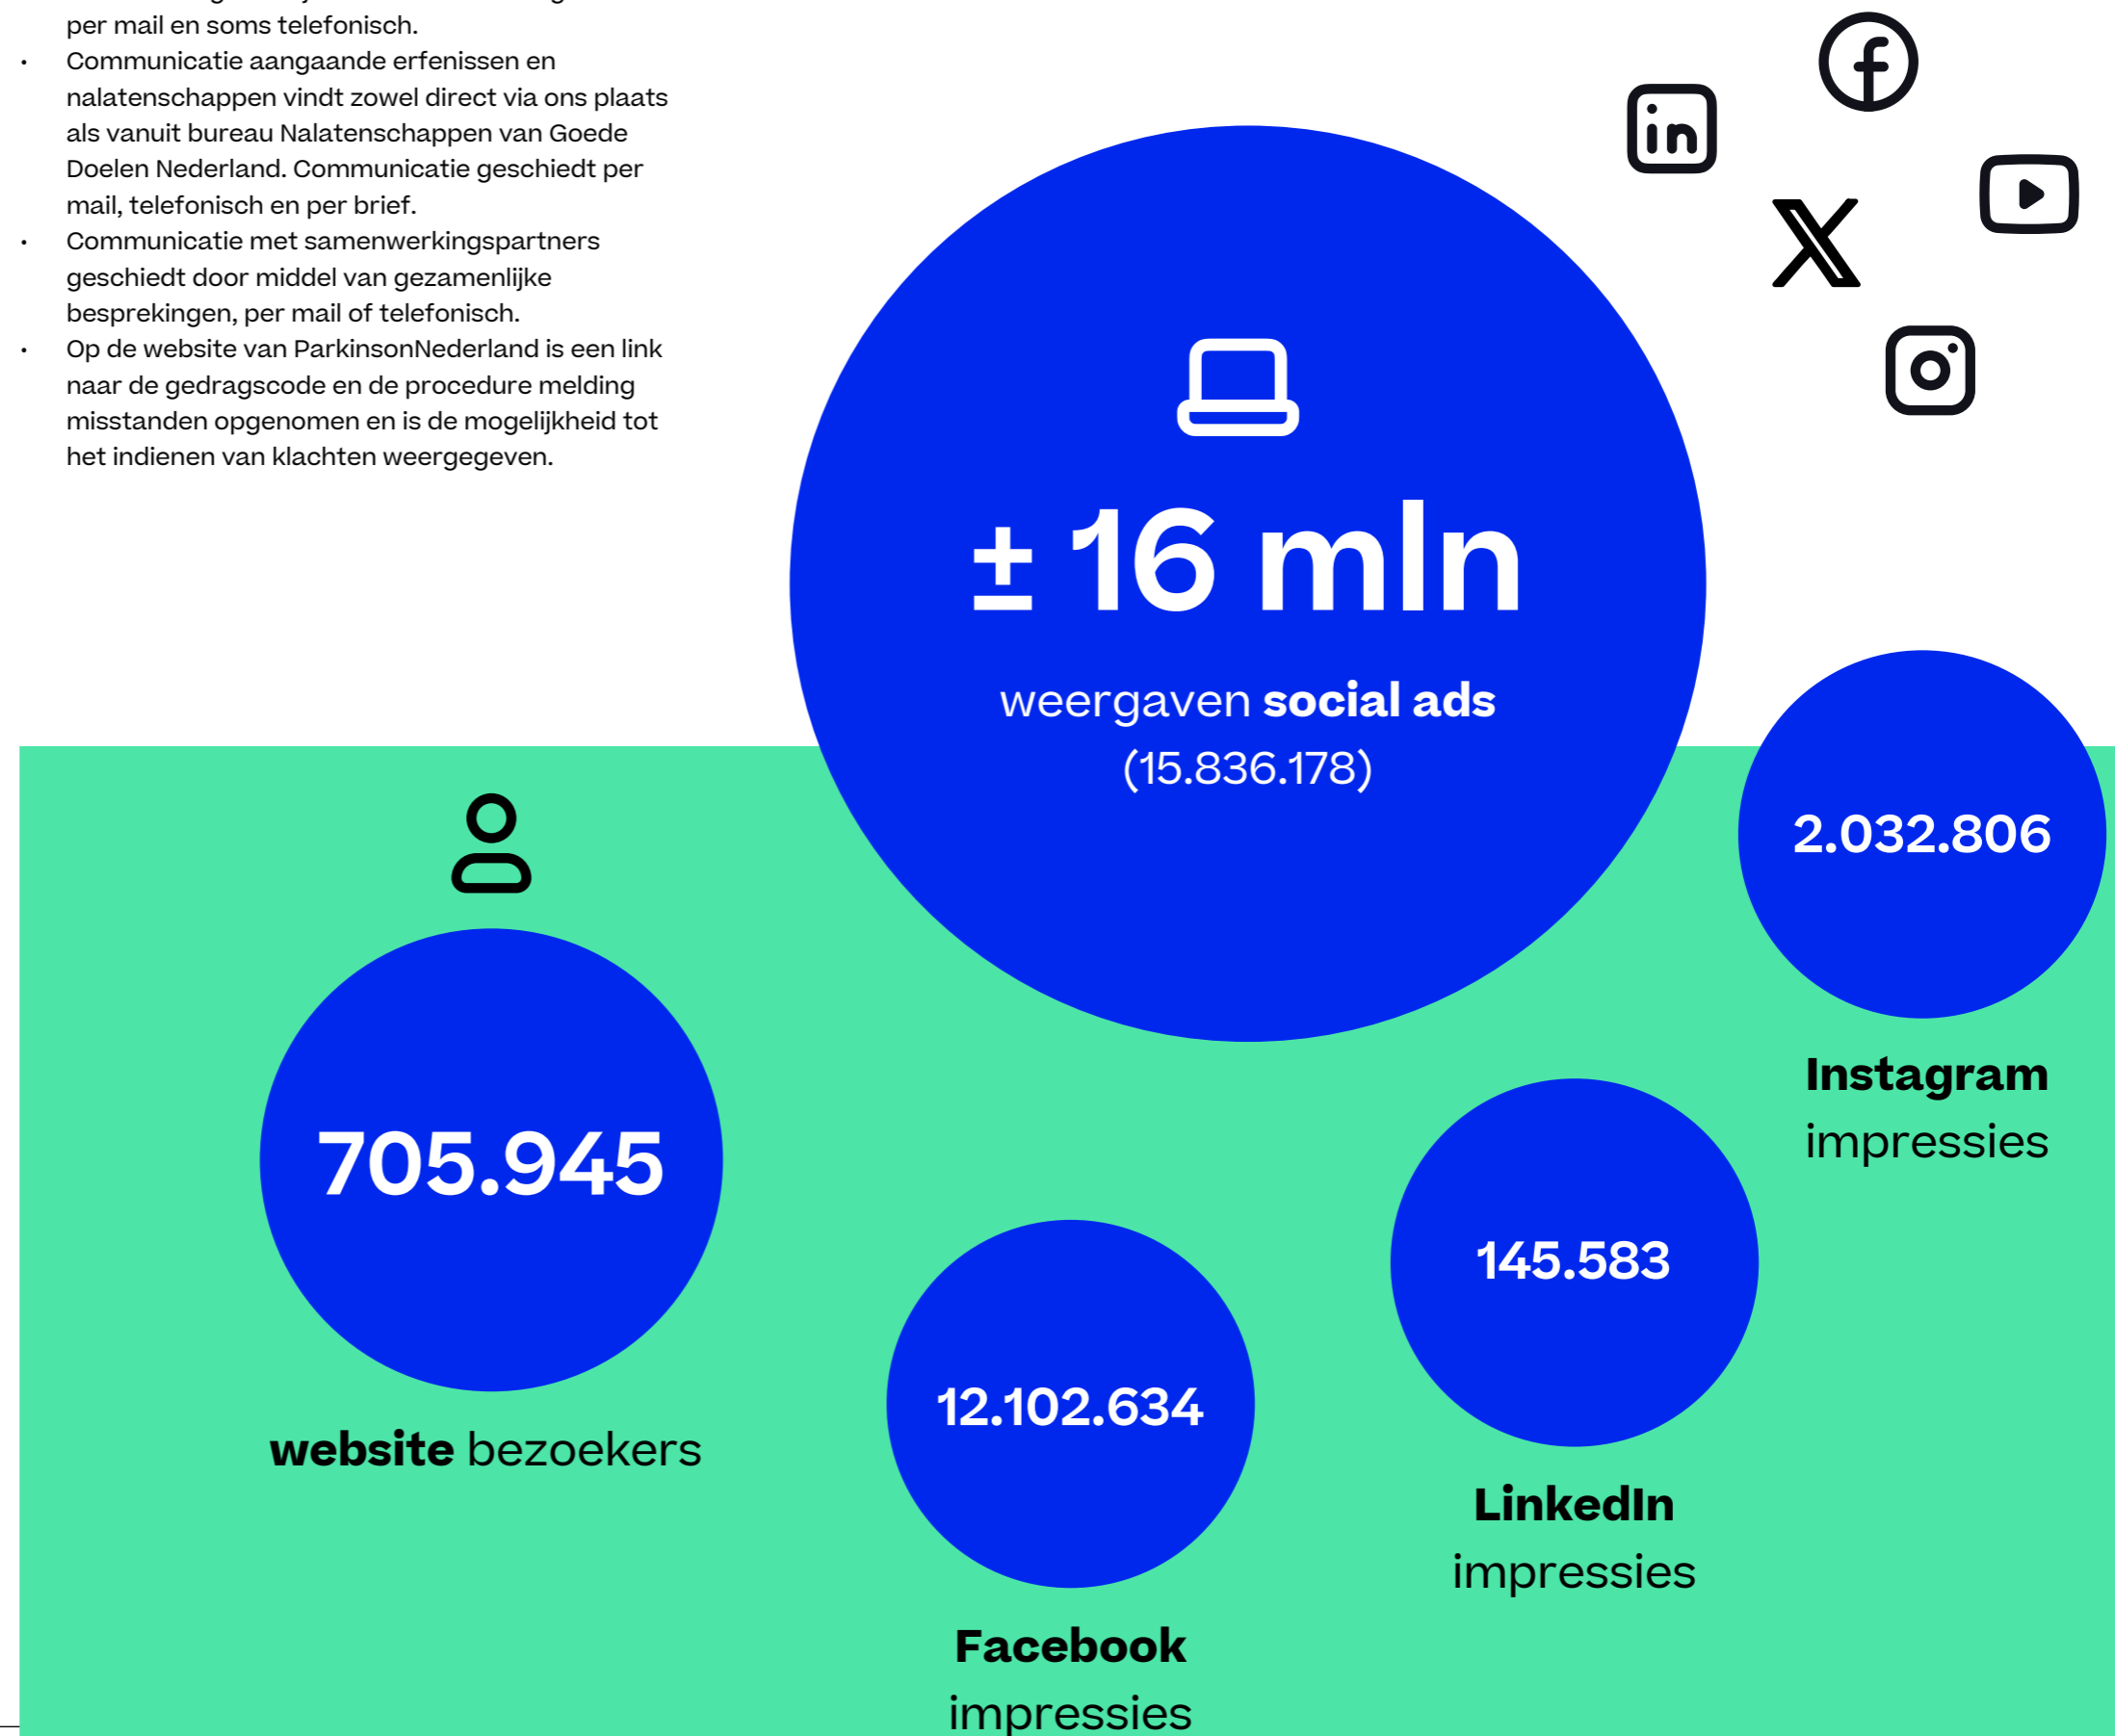 per mail en soms telefonisch.
• Communicatie aangaande erfenissen en
nalatenschappen vindt zowel direct via ons plaats
als vanuit bureau Nalatenschappen van Goede
Doelen Nederland. Communicatie geschiedt per
mail, telefonisch en per brief.
• Communicatie met samenwerkingspartners
geschiedt door middel van gezamenlijke
besprekingen, per mail of telefonisch.
• Op de website van ParkinsonNederland is een link
naar de gedragscode en de procedure melding
misstanden opgenomen en is de mogelijkheid tot
het indienen van klachten weergegeven.
± 16 mln
weergaven social ads
(15.836.178)
2.032.806
Instagram
impressies
705.945
website bezoekers
145.583
LinkedIn
impressies
12.102.634
Facebook
impressies